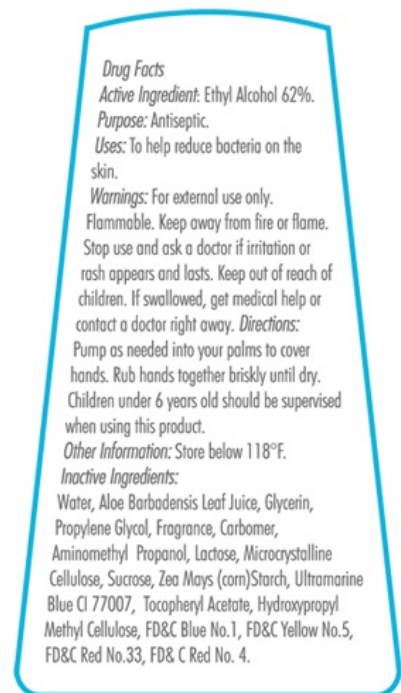 Drug Facts
Active Ingredient: Ethyl Alcohol 62%.
Purpose: Antiseptic.
Uses: To help reduce bacteria on the
skin.
Warnings: For external use only.
Flammable. Keep away from fire or flame.
Stop use and ask a doctor if irritation or
rash appears and lasts. Keep out of reach of
children. If swallowed, get medical help or
contact a doctor right away. Directions:
Pump as needed into your palms to cover
hands. Rub hands together briskly until dry.
Children under 6 years old should be supervised
when using this product.
Other Information: Store below 118°F.
Inactive Ingredients:
Water, Aloe Barbadensis Leaf Juice, Glycerin,
Propylene Glycol, Fragrance, Carbomer,
Aminomethyl Propanol, Lactose, Microcrystalline
Cellulose, Sucrose, Zea Mays (corn)Starch, Ultramarine
Blue CI 77007, Tocopheryl Acetate, Hydroxypropyl
Methyl Cellulose, FD&C Blue No.1, FD&C Yellow No.5,
FD&C Red No.33, FD& C Red No. 4.